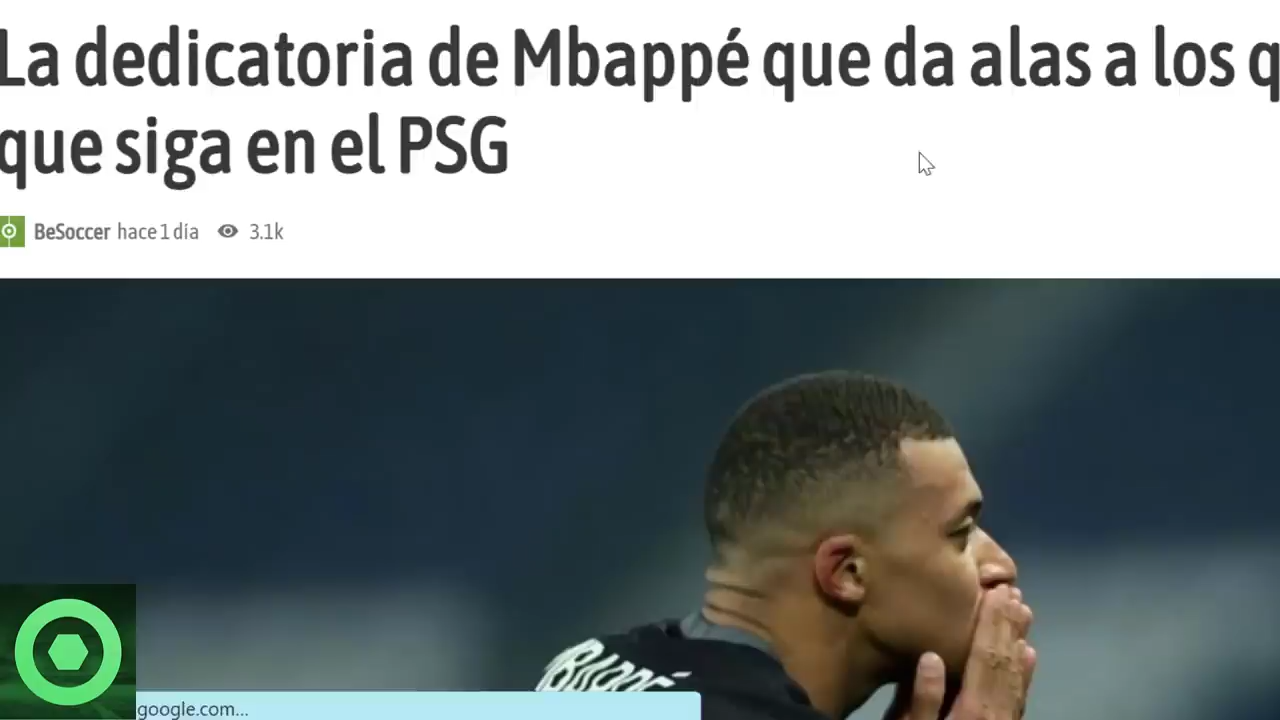 La dedicatoria de Mbappé que da alas a los
que siga en el PSG
BeSoccer hace 1 día 3.1k
MBAPPÉ
google.com...